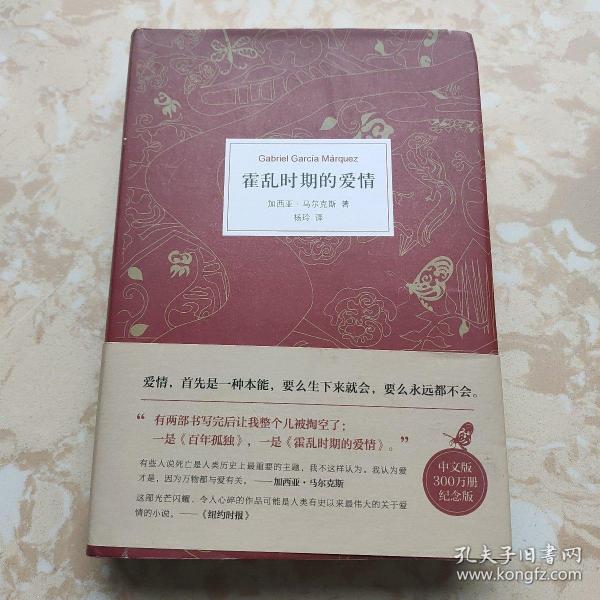 Gabriel García Márquez
霍乱时期的爱情
加西亚·马尔克斯 著
杨玲 译
爱情，首先是一种本能，要么生下来就会，要么永远都不会。
“有两部书写完后让我整个儿被掏空了：
一是《百年孤独》，一是《霍乱时期的爱情》。”
有些人说死亡是人类历史上最重要的主题，我不这样认为。我认为爱
才是，因为万物都与爱有关。——加西亚·马尔克斯
这部光芒闪耀、令人心碎的作品可能是人类有史以来最伟大的关于爱
情的小说。——《纽约时报》
中文版
300万册
纪念版
孔夫子旧书网
www.kongfz.com